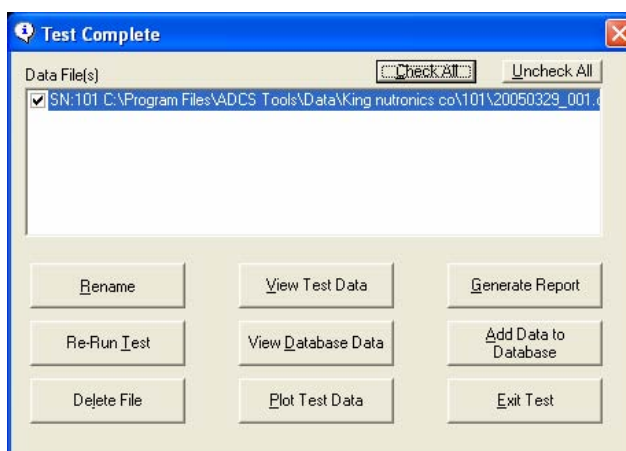 Test Complete
Data File(s)
Check All
Uncheck All
SN:101 C:\Program Files\ADCS Tools\Data\King nutronics co\101\20050329_001.
Rename
View Test Data
Generate Report
Re-Run Test
View Database Data
Add Data to
Database
Delete File
Plot Test Data
Exit Test